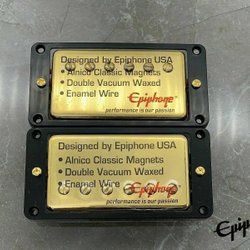 Designed by Epiphone USA
• Alnico Classic Magnets
• Double Vacuum Waxed
• Enamel Wire
Epiphone
performance is our passion
Designed by Epiphone USA
• Alnico Classic Magnets
• Double Vacuum Waxed
• Enamel Wire
Epiphone
performance is our passion